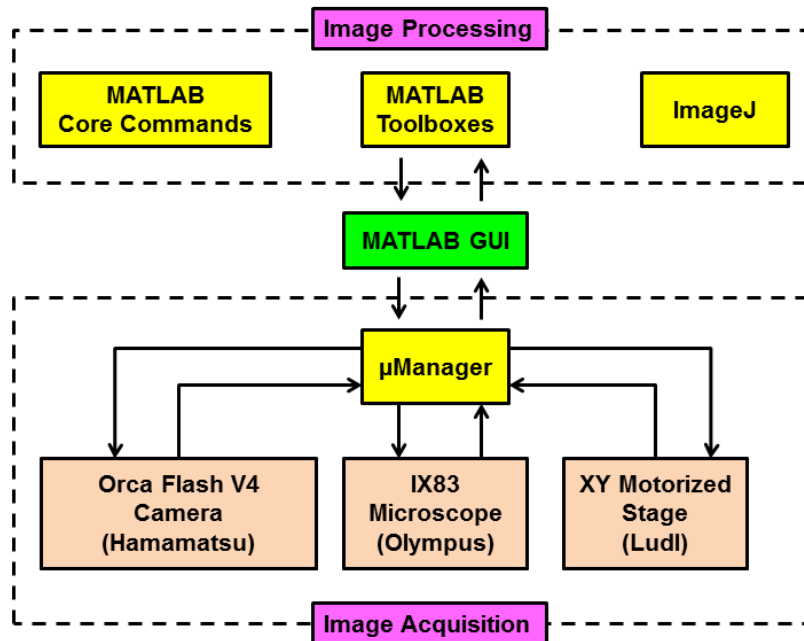 Image Processing
MATLAB
Core Commands
MATLAB
Toolboxes
ImageJ
MATLAB GUI
µManager
Orca Flash V4
Camera
(Hamamatsu)
IX83
Microscope
(Olympus)
XY Motorized
Stage
(Ludl)
Image Acquisition